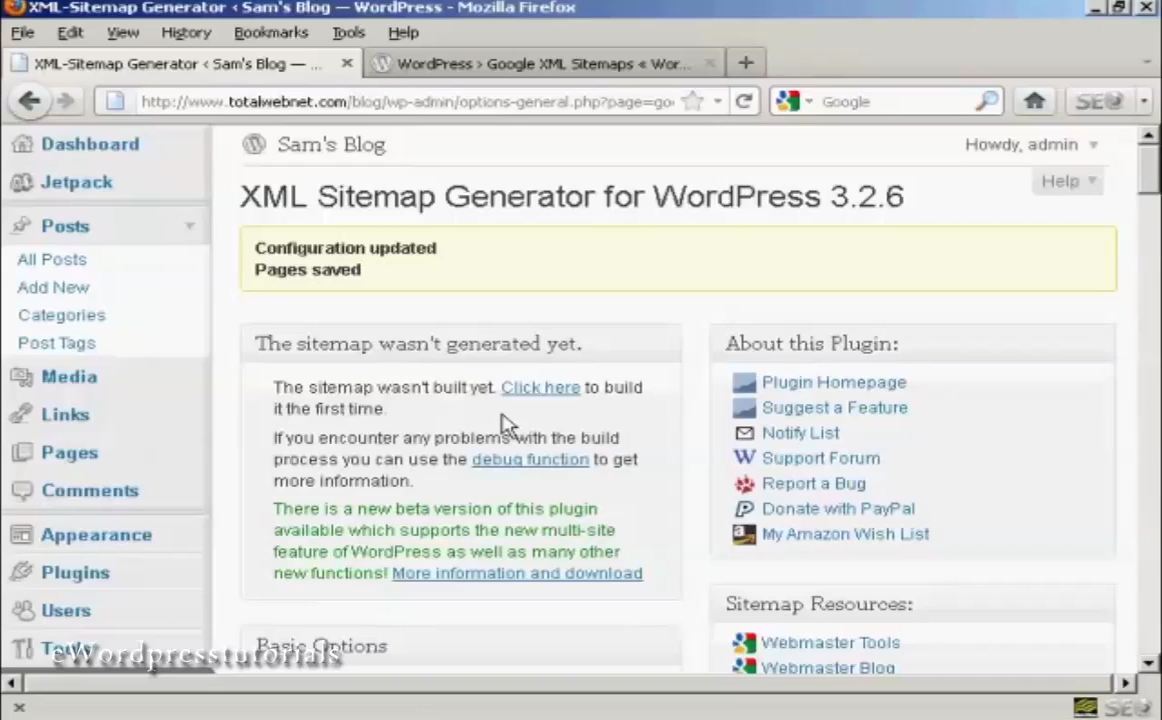 XML-Sitemap Generator ‹ Sam's Blog — WordPress - Mozilla Firefox
File Edit View History Bookmarks Tools Help
XML-Sitemap Generator ‹ Sam's Blog — ... WordPress › Google XML Sitemaps « Wor...
http://www.totalwebnet.com/blog/wp-admin/options-general.php?page=goo Google SEO
Dashboard
Jetpack
Posts
All Posts
Add New
Categories
Post Tags
Media
Links
Pages
Comments
Appearance
Plugins
Users
Tools
eWordpresstutorials
Sam's Blog
Howdy, admin
Help
XML Sitemap Generator for WordPress 3.2.6
Configuration updated
Pages saved
The sitemap wasn't generated yet.
The sitemap wasn't built yet. Click here to build
it the first time.
If you encounter any problems with the build
process you can use the debug function to get
more information.
There is a new beta version of this plugin
available which supports the new multi-site
feature of WordPress as well as many other
new functions! More information and download
Basic Options
About this Plugin:
Plugin Homepage
Suggest a Feature
Notify List
Support Forum
Report a Bug
Donate with PayPal
My Amazon Wish List
Sitemap Resources:
Webmaster Tools
Webmaster Blog
SEO